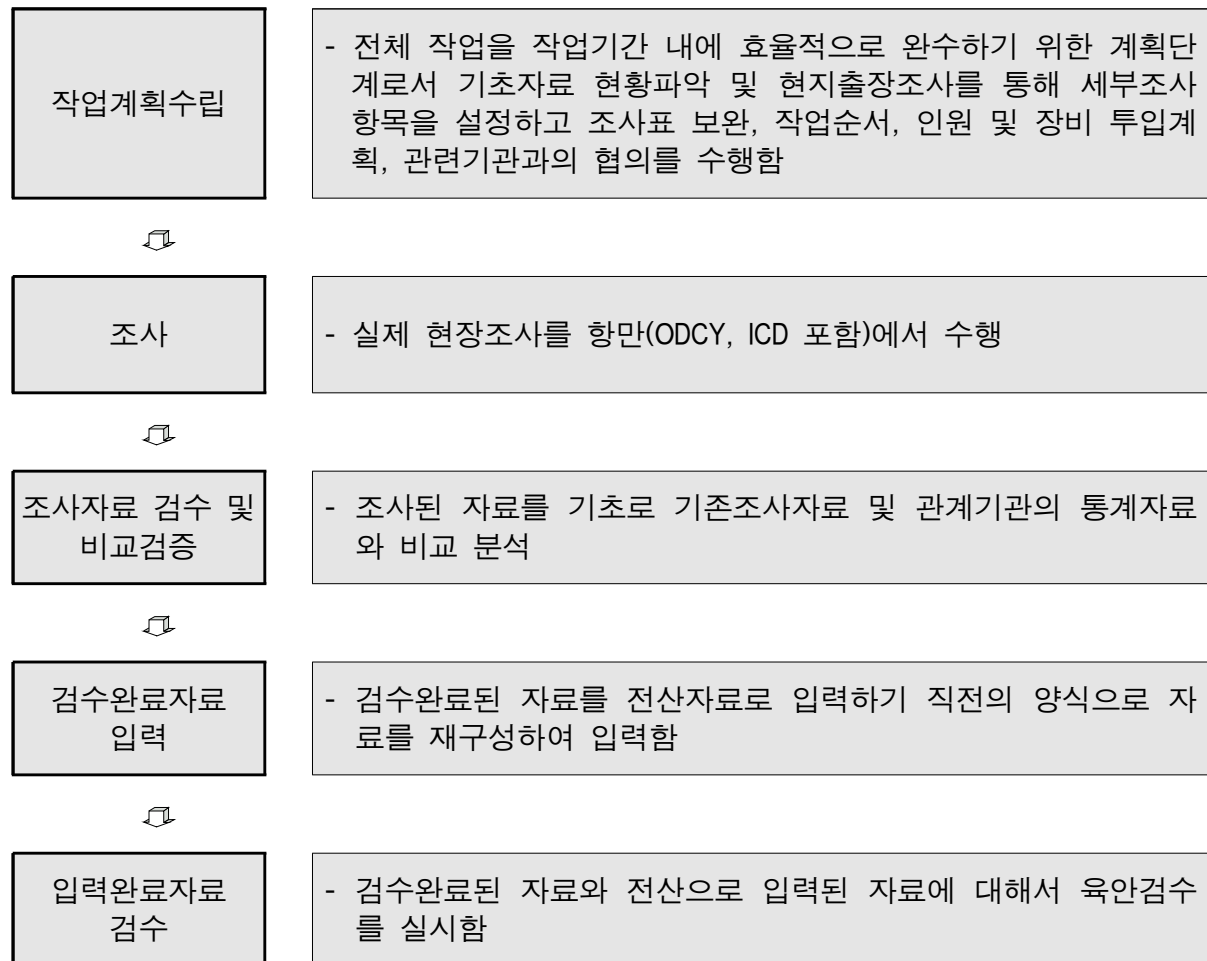 작업계획수립
- 전체 작업을 작업기간 내에 효율적으로 완수하기 위한 계획단
계로서 기초자료 현황파악 및 현지출장조사를 통해 세부조사
항목을 설정하고 조사표 보완, 작업순서, 인원 및 장비 투입계
획, 관련기관과의 협의를 수행함
조사
- 실제 현장조사를 항만(ODCY, ICD 포함)에서 수행
조사자료 검수 및
비교검증
- 조사된 자료를 기초로 기존조사자료 및 관계기관의 통계자료
와 비교 분석
검수완료자료
입력
- 검수완료된 자료를 전산자료로 입력하기 직전의 양식으로 자
료를 재구성하여 입력함
입력완료자료
검수
- 검수완료된 자료와 전산으로 입력된 자료에 대해서 육안검수
를 실시함